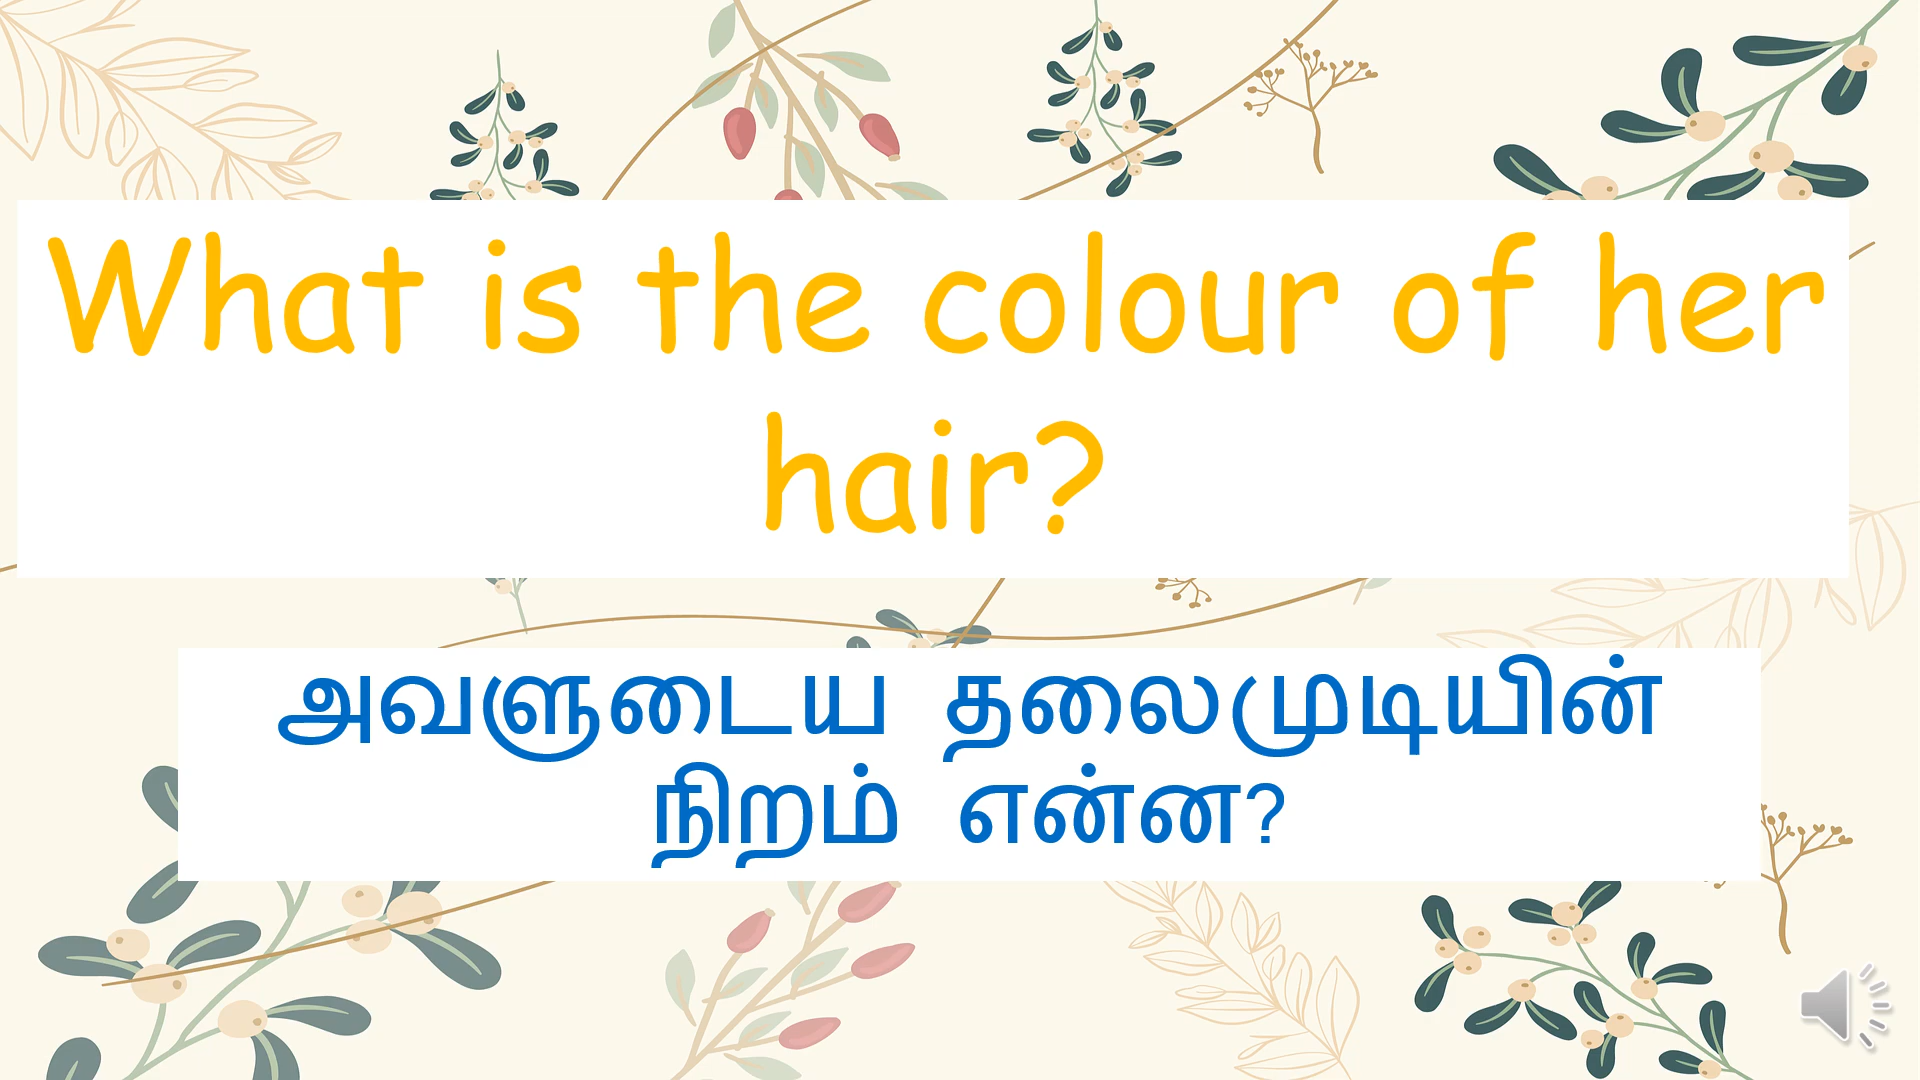 What is the colour of her
hair?
அவளுடைய தலைமுடியின்
நிறம் என்ன?